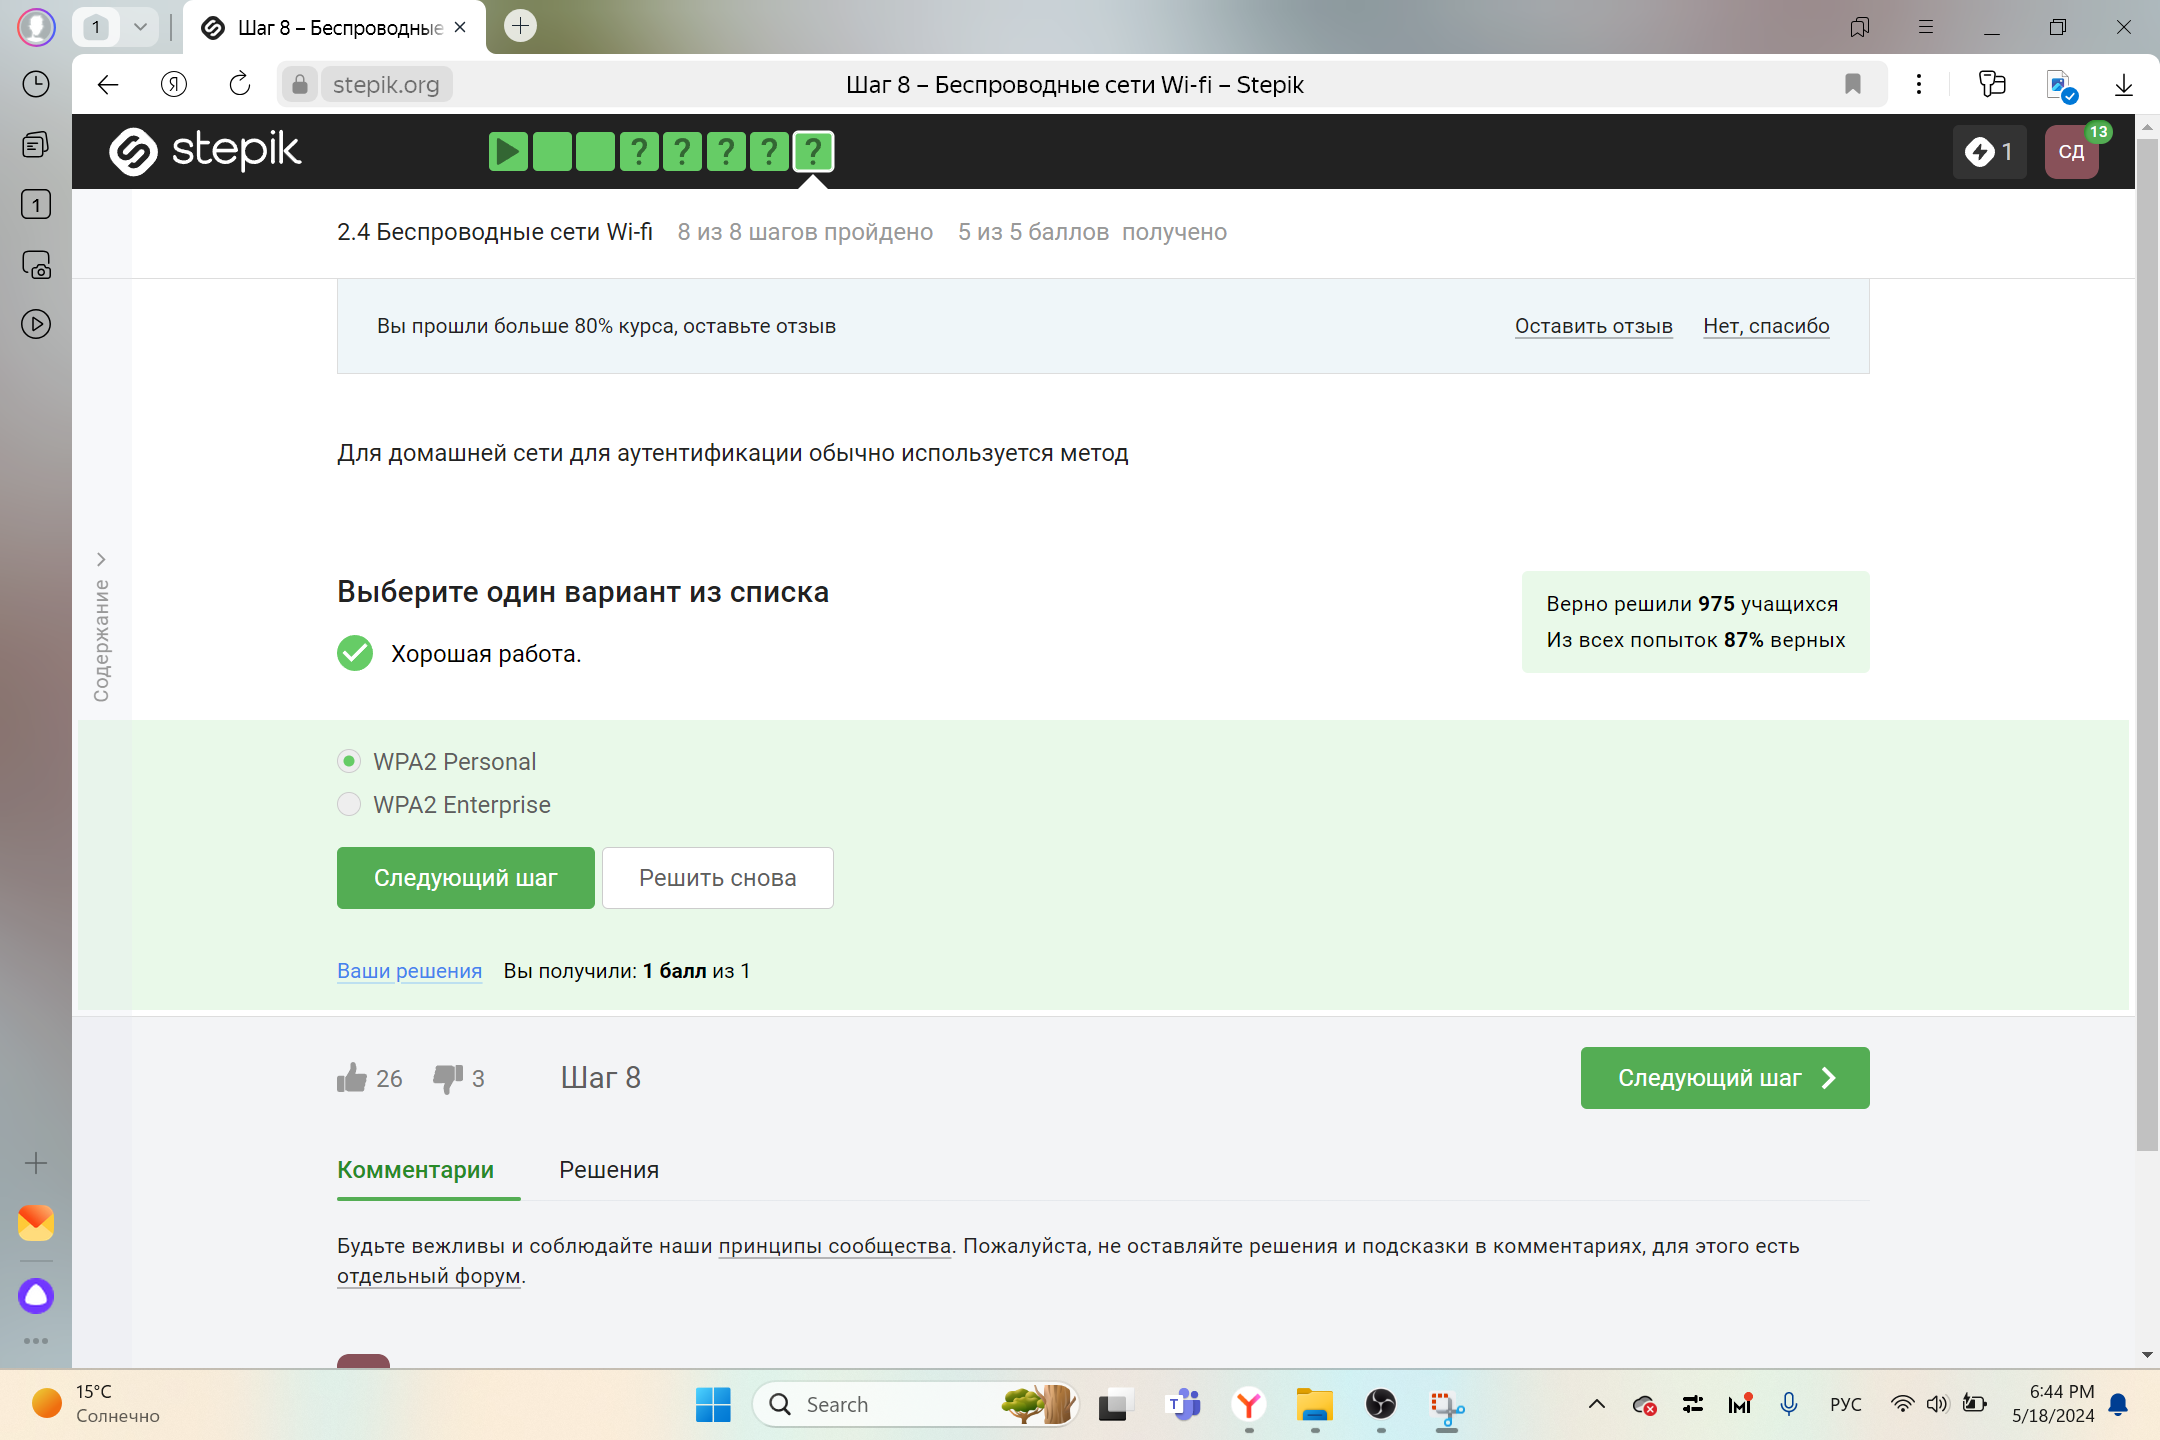 1
Шаг 8 – Беспроводные
stepik.org
Шаг 8 – Беспроводные сети Wi-fi – Stepik
stepik
? ? ? ? ?
1
СД
13
1
2.4 Беспроводные сети Wi-fi 8 из 8 шагов пройдено 5 из 5 баллов получено
Вы прошли больше 80% курса, оставьте отзыв
Оставить отзыв
Нет, спасибо
Для домашней сети для аутентификации обычно используется метод
Содержание
Выберите один вариант из списка
Хорошая работа.
Верно решили 975 учащихся
Из всех попыток 87% верных
WPA2 Personal
WPA2 Enterprise
Следующий шаг
Решить снова
Ваши решения Вы получили: 1 балл из 1
26
3
Шаг 8
Следующий шаг
Комментарии
Решения
Будьте вежливы и соблюдайте наши принципы сообщества. Пожалуйста, не оставляйте решения и подсказки в комментариях, для этого есть
отдельный форум.
15°C
Солнечно
Search
РУС
6:44 PM
5/18/2024